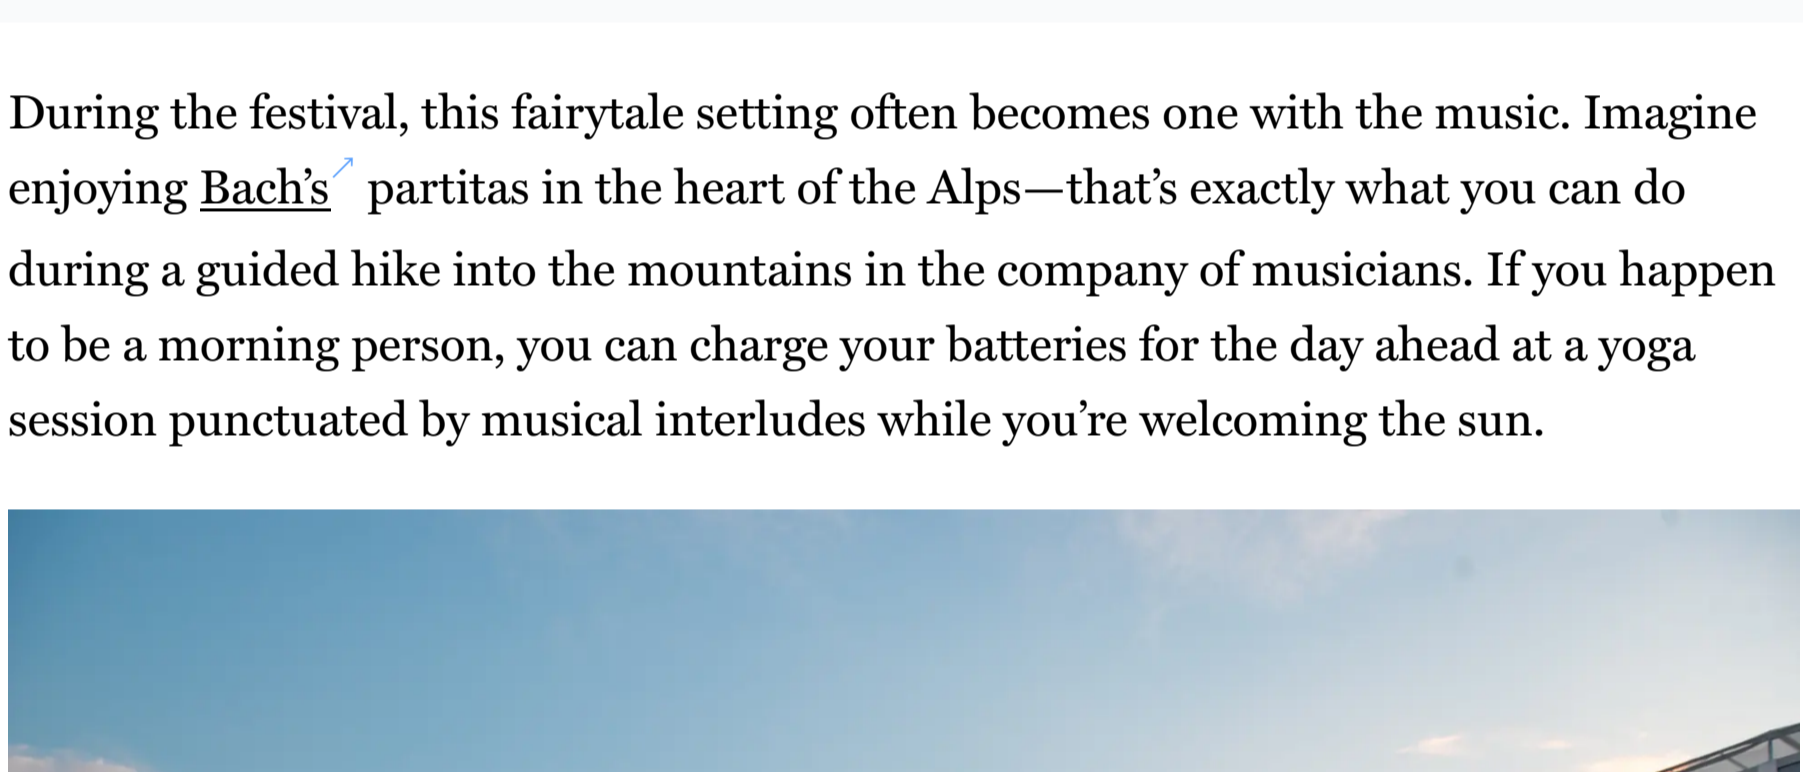 During the festival, this fairytale setting often becomes one with the music. Imagine
enjoying Bach’s partitas in the heart of the Alps—that’s exactly what you can do
during a guided hike into the mountains in the company of musicians. If you happen
to be a morning person, you can charge your batteries for the day ahead at a yoga
session punctuated by musical interludes while you’re welcoming the sun.